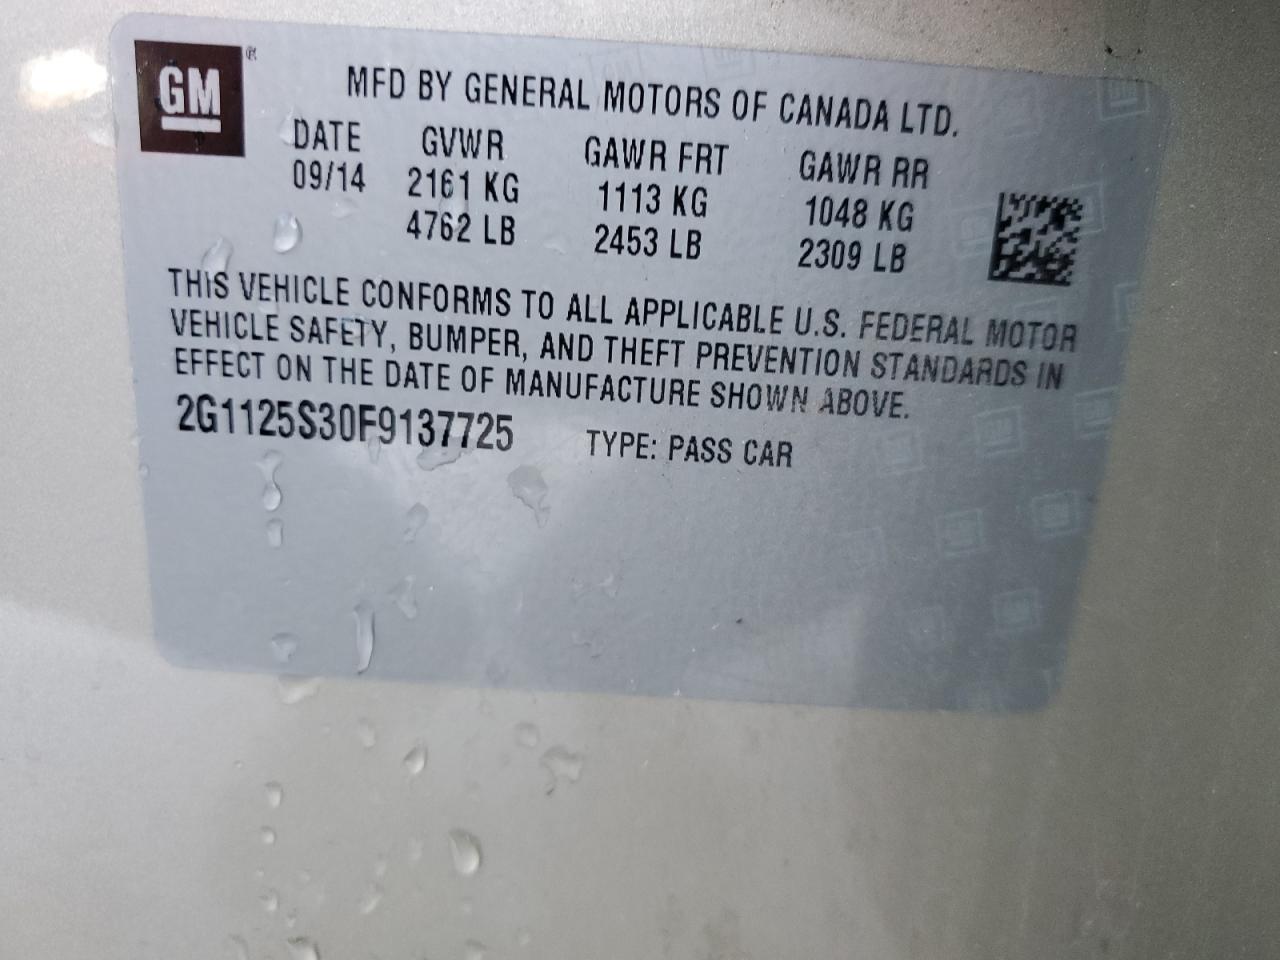 GM ®
MFD BY GENERAL MOTORS OF CANADA LTD.
DATE GVWR GAWR FRT GAWR RR
09/14 2161 KG 1113 KG 1048 KG
4762 LB 2453 LB 2309 LB
THIS VEHICLE CONFORMS TO ALL APPLICABLE U.S. FEDERAL MOTOR
VEHICLE SAFETY, BUMPER, AND THEFT PREVENTION STANDARDS IN
EFFECT ON THE DATE OF MANUFACTURE SHOWN ABOVE.
2G1125S30F9137725 TYPE: PASS CAR